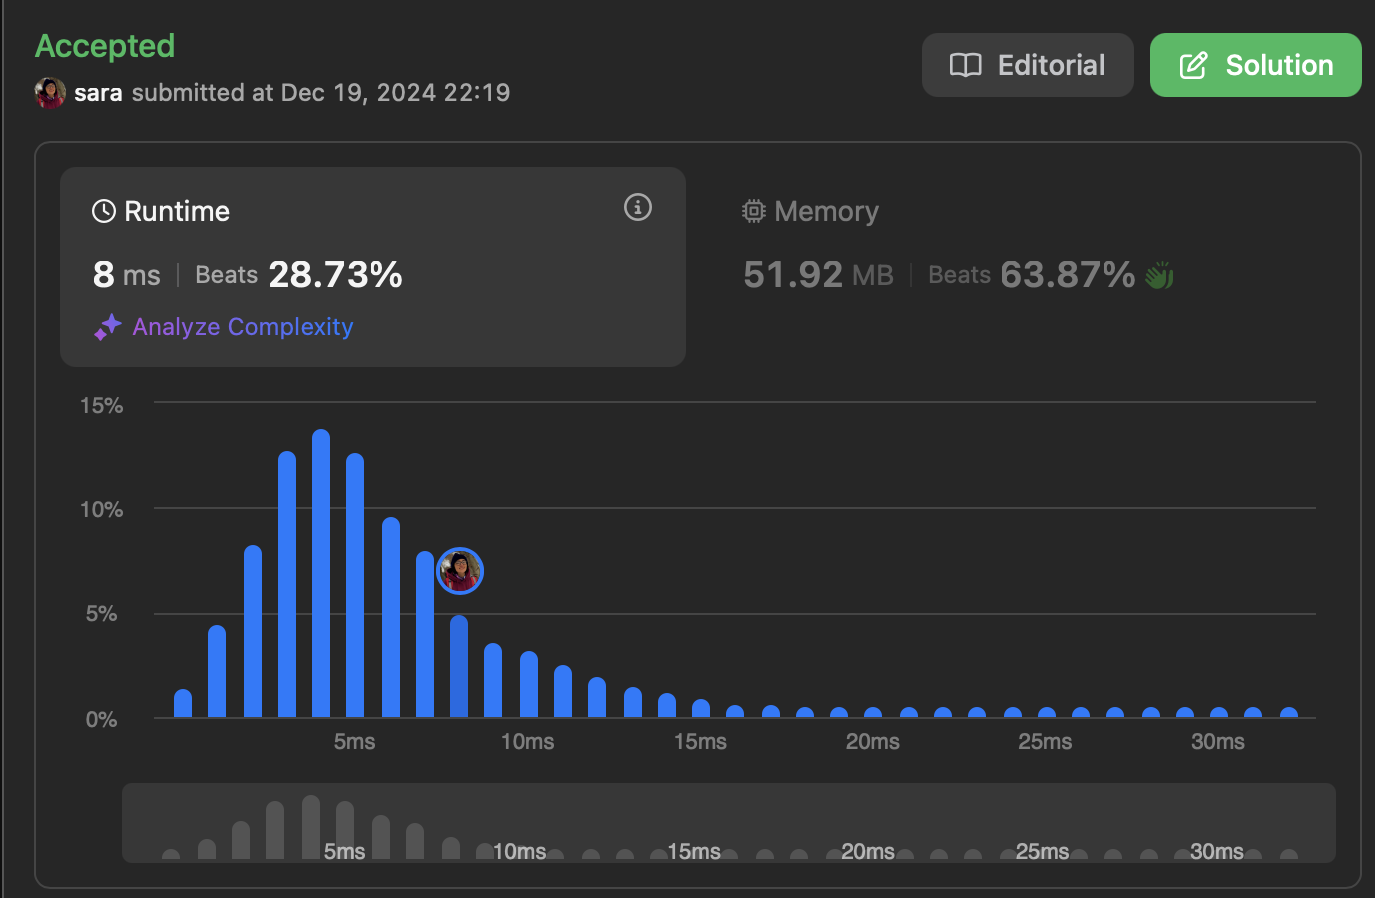 Accepted
sara submitted at Dec 19, 2024 22:19
Editorial
Solution
Runtime
8 ms | Beats 28.73%
Analyze Complexity
Memory
51.92 MB | Beats 63.87%
15%
10%
5%
0%
5ms 10ms 15ms 20ms 25ms 30ms
5ms 10ms 15ms 20ms 25ms 30ms